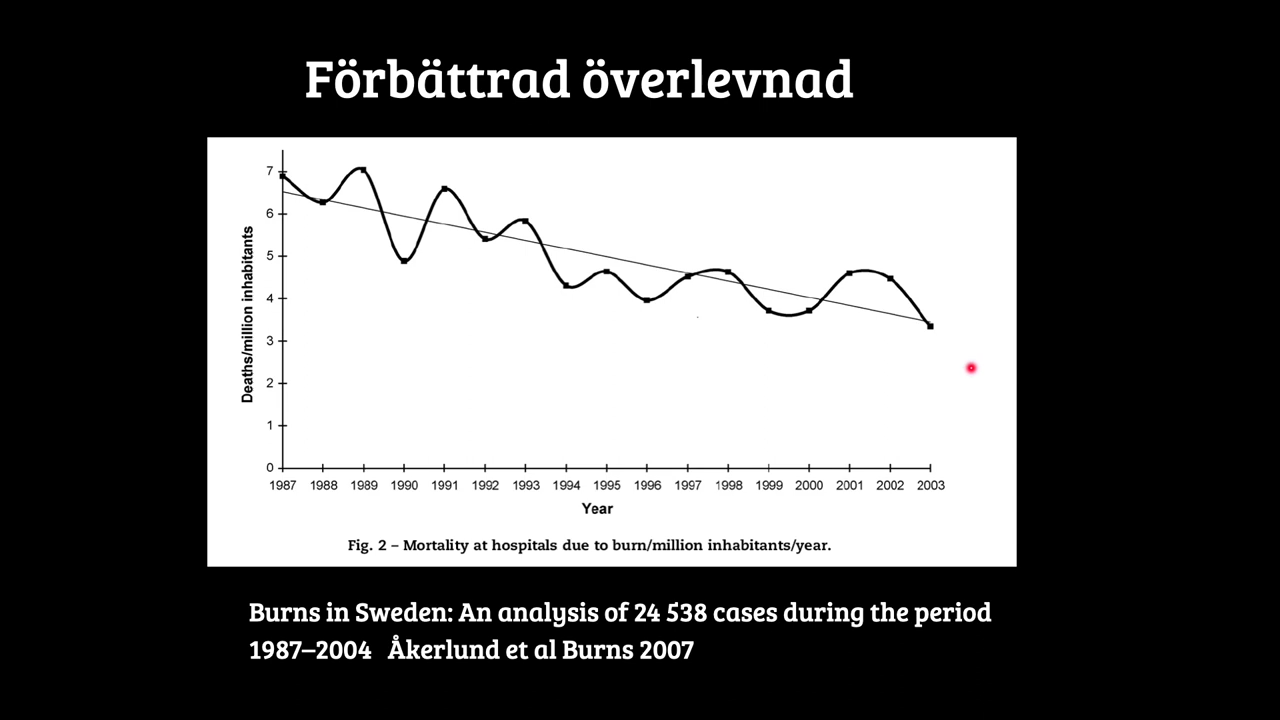 Förbättrad överlevnad
7
6
5
4
3
2
1
0
Deaths/million inhabitants
1987 1988 1989 1990 1991 1992 1993 1994 1995 1996 1997 1998 1999 2000 2001 2002 2003
Year
Fig. 2 – Mortality at hospitals due to burn/million inhabitants/year.
Burns in Sweden: An analysis of 24 538 cases during the period
1987–2004 Åkerlund et al Burns 2007